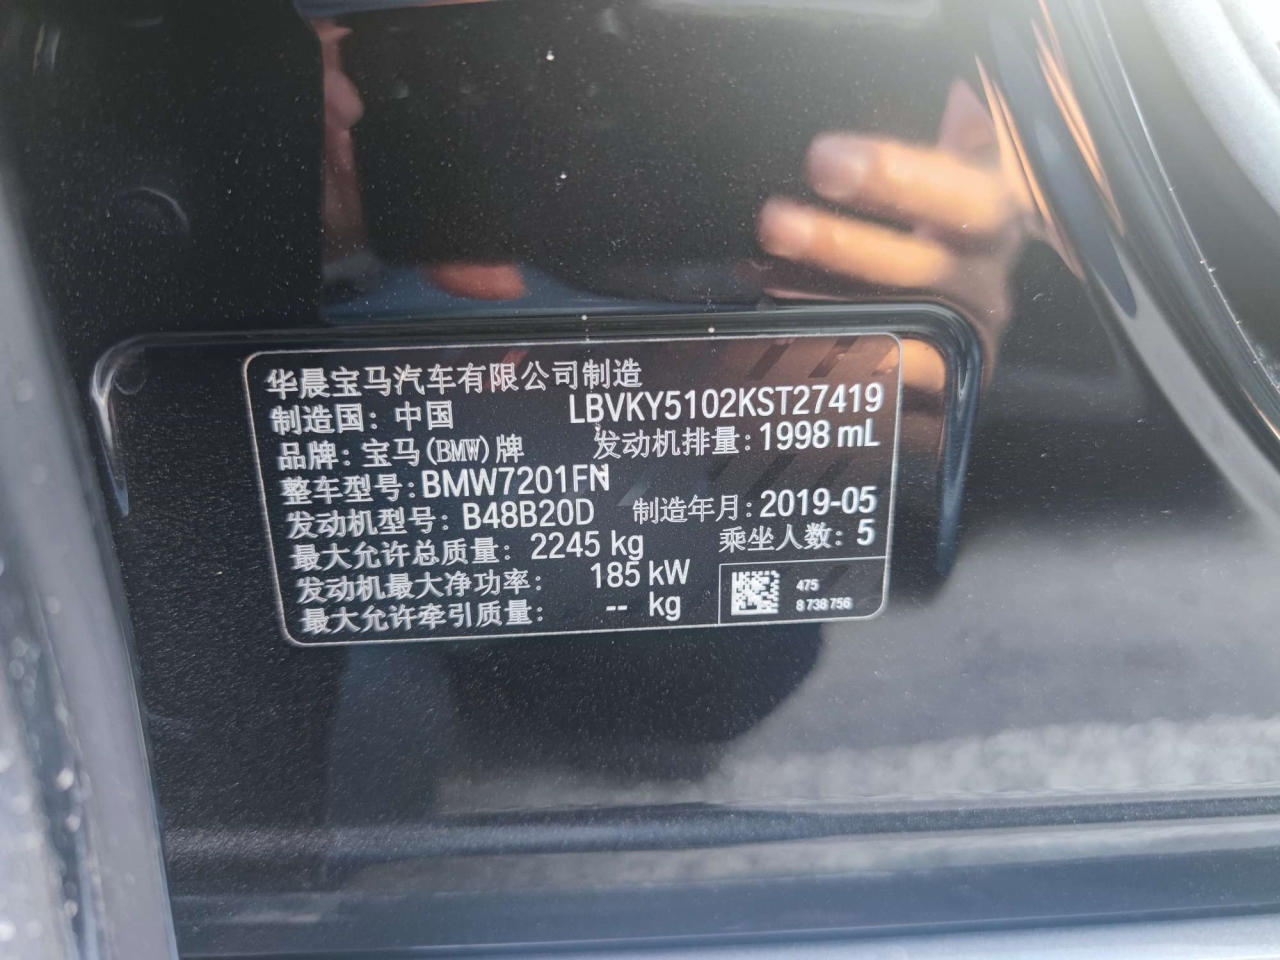 华晨宝马汽车有限公司制造
制造国：中国 LBVKY5102KST27419
品牌：宝马(BMW)牌 发动机排量：1998 mL
整车型号：BMW7201FN
发动机型号：B48B20D 制造年月：2019-05
最大允许总质量：2245 kg 乘坐人数：5
发动机最大净功率：185 kW
最大允许牵引质量：-- kg
475
8 738 756